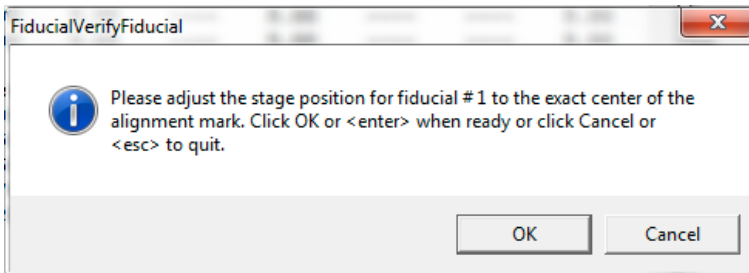 FiducialVerifyFiducial
Please adjust the stage position for fiducial #1 to the exact center of the
alignment mark. Click OK or <enter> when ready or click Cancel or
<esc> to quit.
OK
Cancel